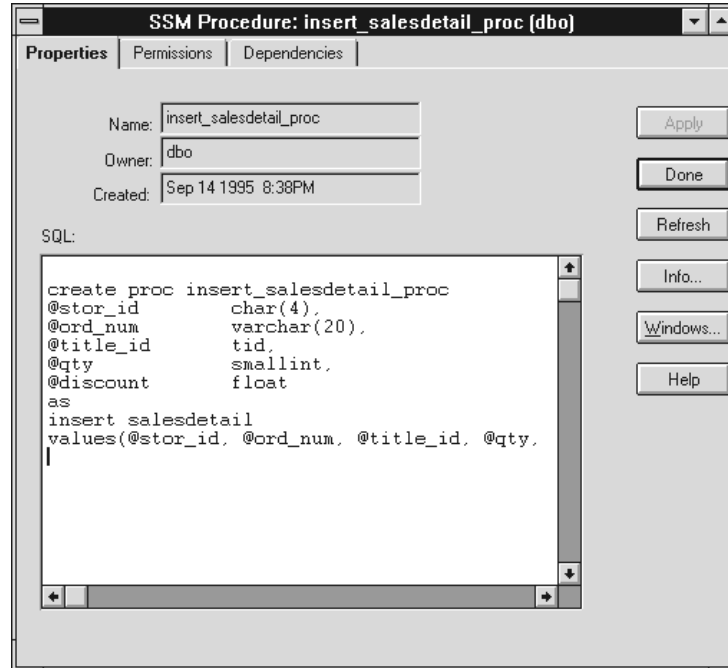 SSM Procedure: insert_salesdetail_proc (dbo)
Properties Permissions Dependencies
Name: insert_salesdetail_proc
Owner: dbo
Created: Sep 14 1995 8:38PM
Apply
Done
Refresh
Info...
Windows...
Help
SQL:
create proc insert_salesdetail_proc
@stor_id char(4),
@ord_num varchar(20),
@title_id tid,
@qty smallint,
@discount float
as
insert salesdetail
values(@stor_id, @ord_num, @title_id, @qty,